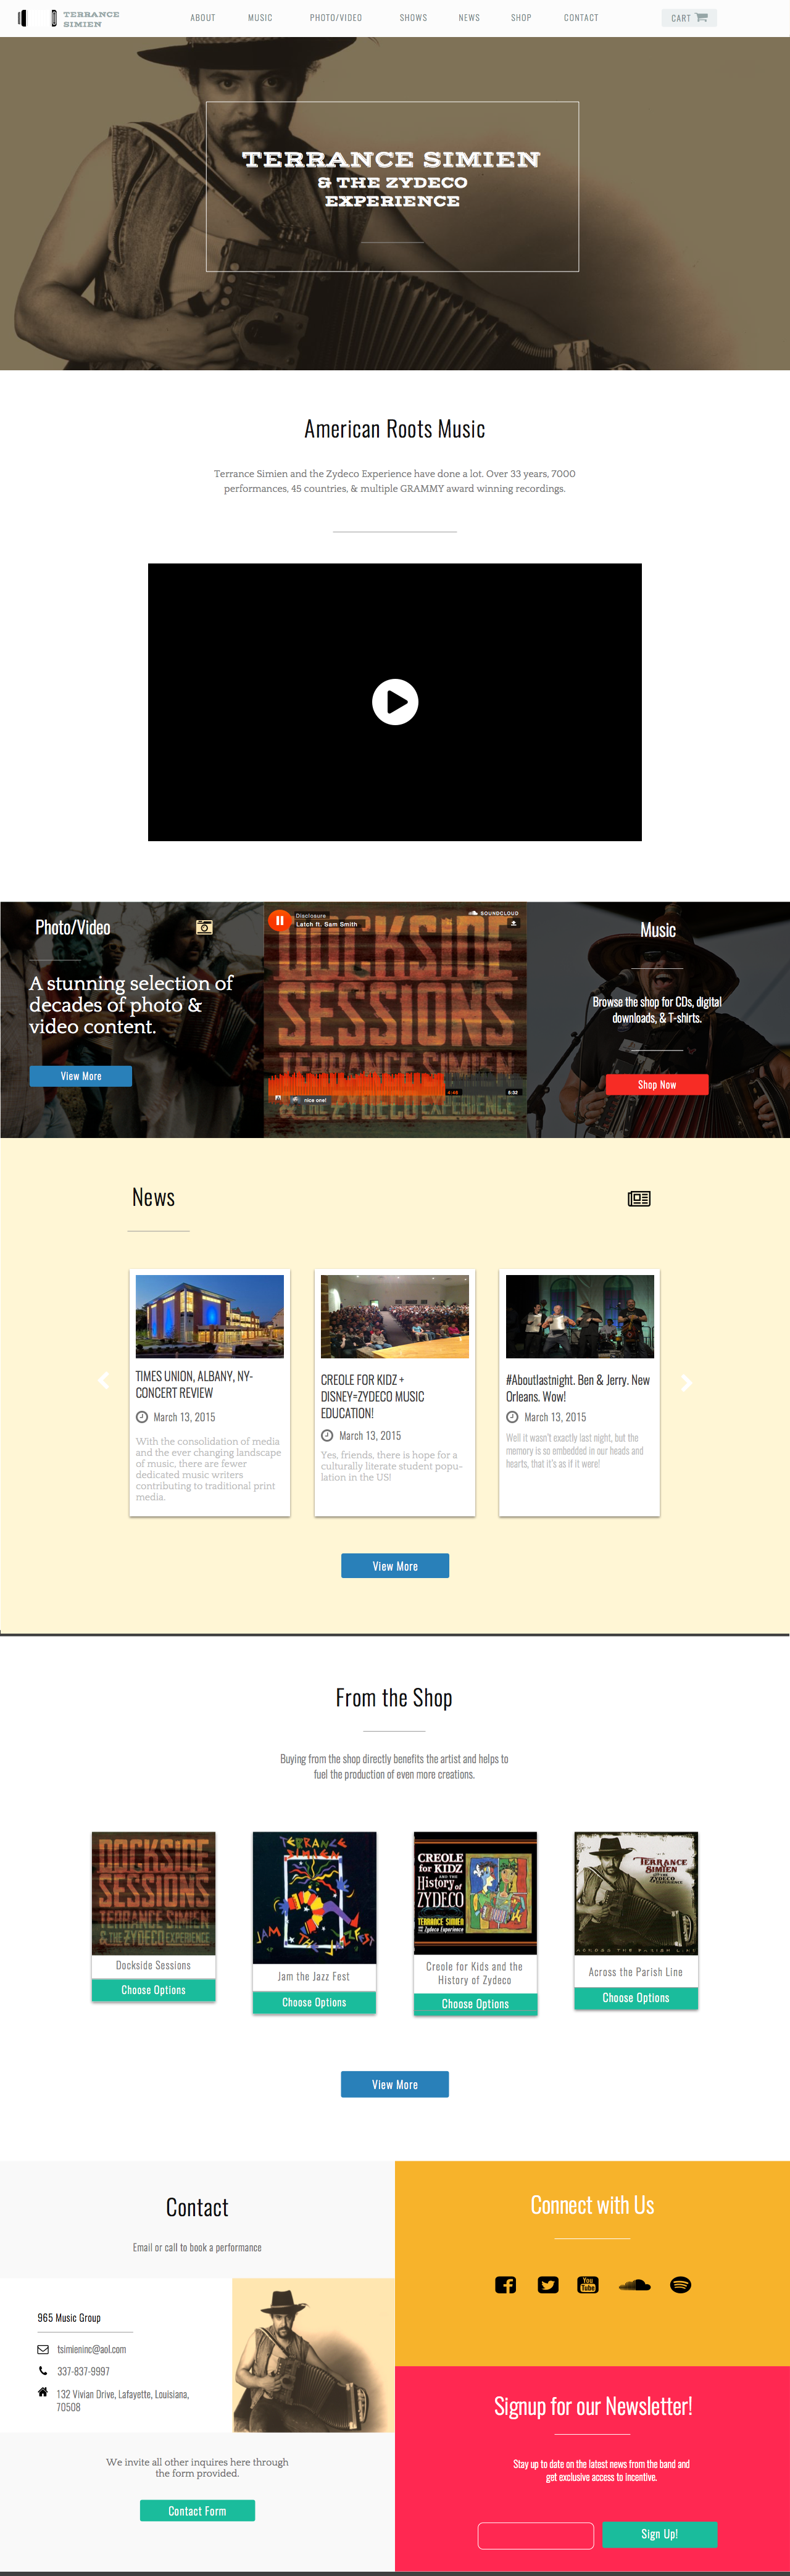 TERRANCE
SIMIEN
ABOUT
MUSIC
PHOTO/VIDEO
SHOWS
NEWS
SHOP
CONTACT
CART
TERRANCE SIMIEN
& THE ZYDECO
EXPERIENCE
American Roots Music
Terrance Simien and the Zydeco Experience have done a lot. Over 33 years, 7000
performances, 45 countries, & multiple GRAMMY award winning recordings.
Photo/Video
A stunning selection of
decades of photo &
video content.
View More
Disclosure
Latch ft. Sam Smith
SOUNDCLOUD
DOCKSIDE
SESSIONS
4:48
5:32
nice one!
& THE ZYDECO EXPERIENCE
Music
Browse the shop for CDs, digital
downloads, & T-shirts.
Shop Now
News
TIMES UNION, ALBANY, NY-
CONCERT REVIEW
March 13, 2015
With the consolidation of media
and the ever changing landscape
of music, there are fewer
dedicated music writers
contributing to traditional print
media.
CREOLE FOR KIDZ +
DISNEY=ZYDECO MUSIC
EDUCATION!
March 13, 2015
Yes, friends, there is hope for a
culturally literate student popu-
lation in the US!
#Aboutlastnight. Ben & Jerry. New
Orleans. Wow!
March 13, 2015
Well it wasn't exactly last night, but the
memory is so embedded in our heads and
hearts, that it's as if it were!
View More
From the Shop
Buying from the shop directly benefits the artist and helps to
fuel the production of even more creations.
DOCKSIDE
SESSIONS
TERRANCE SIMIEN
& THE ZYDECO EXPERIENCE
Dockside Sessions
Choose Options
TERRANCE
SIMIEN
JAM THE JAZZFEST
Jam the Jazz Fest
Choose Options
CREOLE
for KIDZ
AND THE
History of
ZYDECO
TERRANCE SIMIEN
& the Zydeco Experience
Creole for Kids and the
History of Zydeco
Choose Options
TERRANCE
SIMIEN
& THE
ZYDECO
EXPERIENCE
ACROSS THE PARISH LINE
Across the Parish Line
Choose Options
View More
Contact
Email or call to book a performance
965 Music Group
tsimieninc@aol.com
337-837-9997
132 Vivian Drive, Lafayette, Louisiana,
70508
We invite all other inquires here through
the form provided.
Contact Form
Connect with Us
You
Tube
Signup for our Newsletter!
Stay up to date on the latest news from the band and
get exclusive access to incentive.
Sign Up!